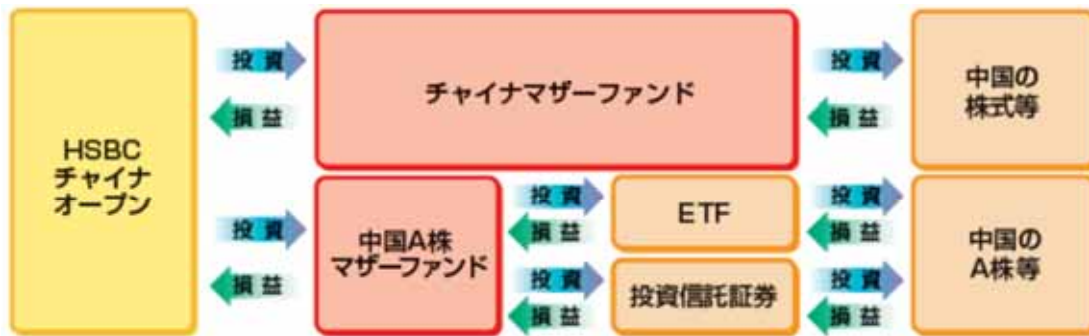 HSBC
チャイナ
オープン
投資
損益
チャイナマザーファンド
投資
損益
中国の
株式等
投資
損益
中国A株
マザーファンド
投資
損益
ETF
投資
損益
投資
損益
投資信託証券
投資
損益
中国の
A株等